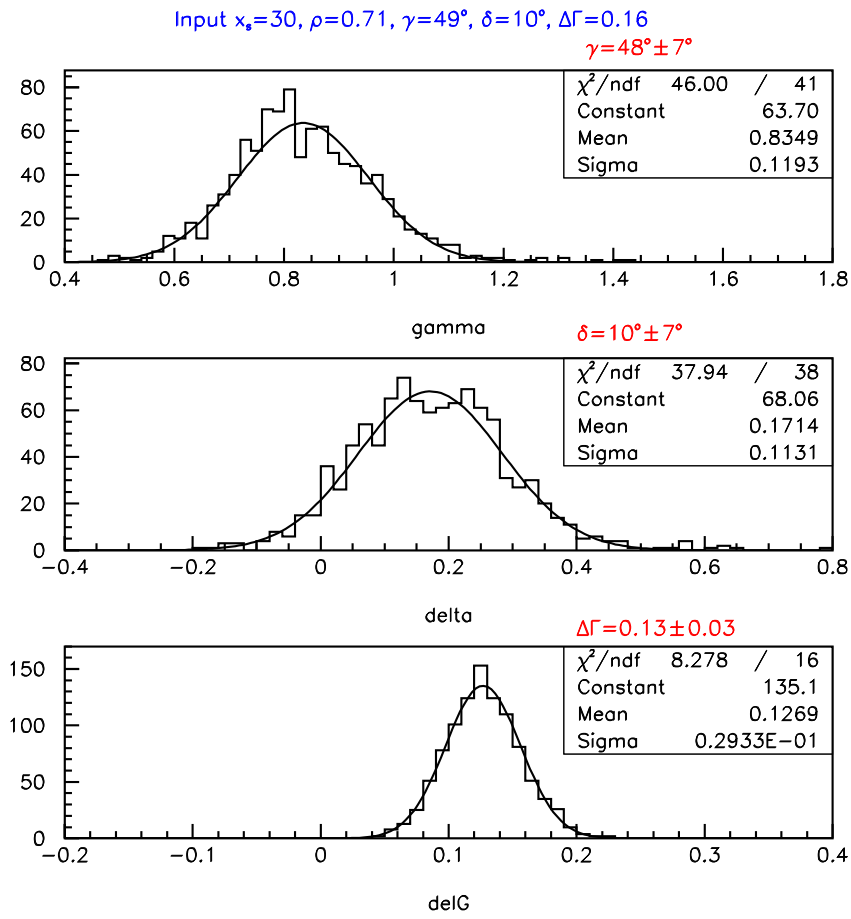 Input xₛ=30, ρ=0.71, γ=49°, δ=10°, ΔΓ=0.16
γ=48°±7°
χ²/ndf 46.00 / 41
Constant 63.70
Mean 0.8349
Sigma 0.1193
80
60
40
20
0
0.4 0.6 0.8 1 1.2 1.4 1.6 1.8
gamma
δ=10°±7°
χ²/ndf 37.94 / 38
Constant 68.06
Mean 0.1714
Sigma 0.1131
80
60
40
20
0
−0.4 −0.2 0 0.2 0.4 0.6 0.8
delta
ΔΓ=0.13±0.03
χ²/ndf 8.278 / 16
Constant 135.1
Mean 0.1269
Sigma 0.2933E−01
150
100
50
0
−0.2 −0.1 0 0.1 0.2 0.3 0.4
delG